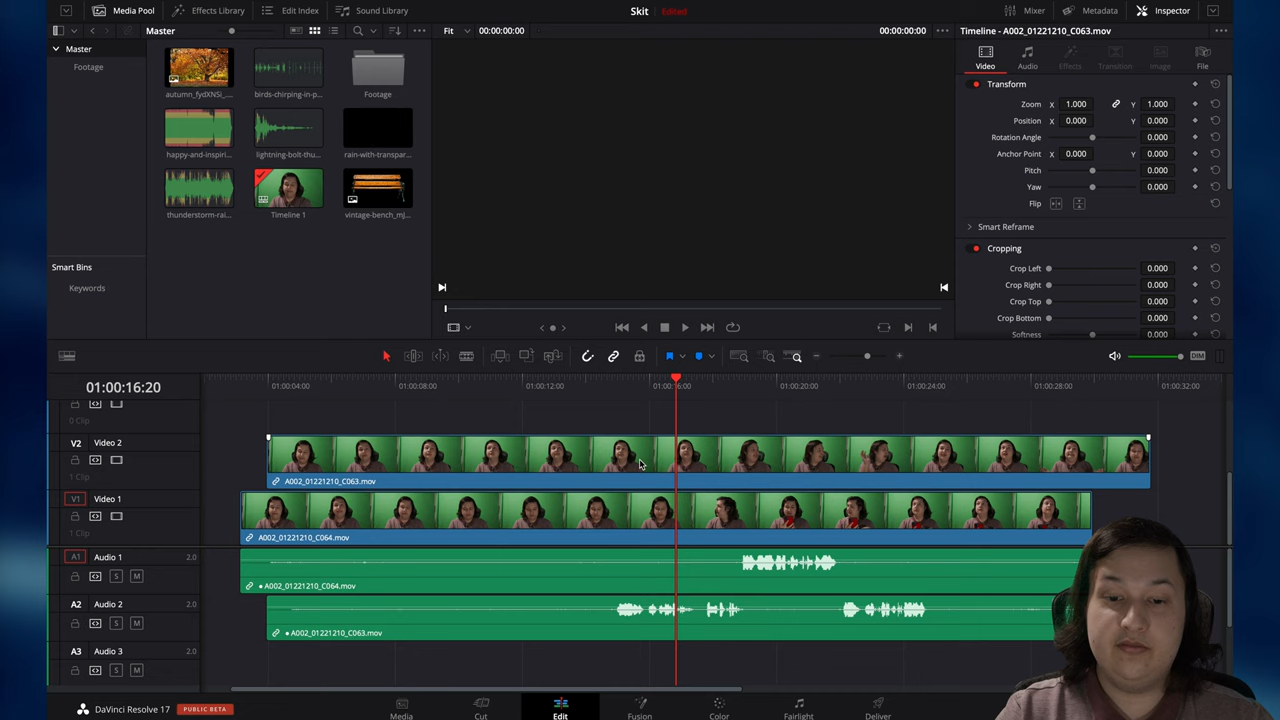 Media Pool Effects Library Edit Index Sound Library Skit Edited Mixer Metadata Inspector
Master Fit 00:00:00:00 00:00:00:00 Timeline - A002_01221210_C063.mov
Master
Footage
autumn_fydXNSi_... birds-chirping-in-p... Footage
happy-and-inspiri... lightning-bolt-thu... rain-with-transpar...
thunderstorm-rai... Timeline 1 vintage-bench_mj...
Smart Bins
Keywords
Video Audio Effects Transition Image File
Transform
Zoom X 1.000 Y 1.000
Position X 0.000 Y 0.000
Rotation Angle 0.000
Anchor Point X 0.000 Y 0.000
Pitch 0.000
Yaw 0.000
Flip
Smart Reframe
Cropping
Crop Left 0.000
Crop Right 0.000
Crop Top 0.000
Crop Bottom 0.000
Softness 0.000
DIM
01:00:16:20
01:00:04:00 01:00:08:00 01:00:12:00 01:00:16:00 01:00:20:00 01:00:24:00 01:00:28:00 01:00:32:00
0 Clip
V2 Video 2
1 Clip
A002_01221210_C063.mov
V1 Video 1
1 Clip
A002_01221210_C064.mov
A1 Audio 1 2.0
S M
A002_01221210_C064.mov
A2 Audio 2 2.0
S M
A002_01221210_C063.mov
A3 Audio 3 2.0
S M
DaVinci Resolve 17 PUBLIC BETA
Media Cut Edit Fusion Color Fairlight Deliver